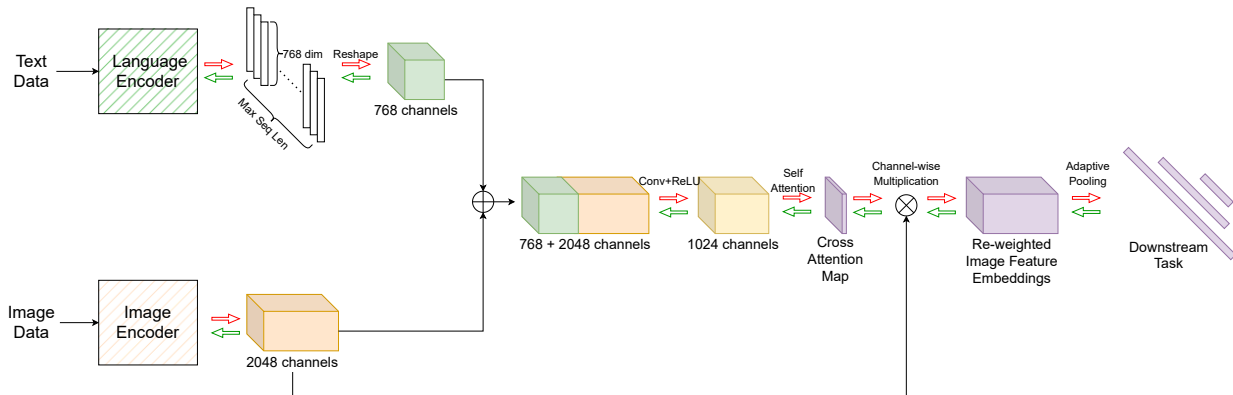 Text
Data
Language
Encoder
768 dim
Max Seq Len
Reshape
768 channels
Image
Data
Image
Encoder
2048 channels
768 + 2048 channels
Conv+ReLU
1024 channels
Self
Attention
Cross
Attention
Map
Channel-wise
Multiplication
Re-weighted
Image Feature
Embeddings
Adaptive
Pooling
Downstream
Task